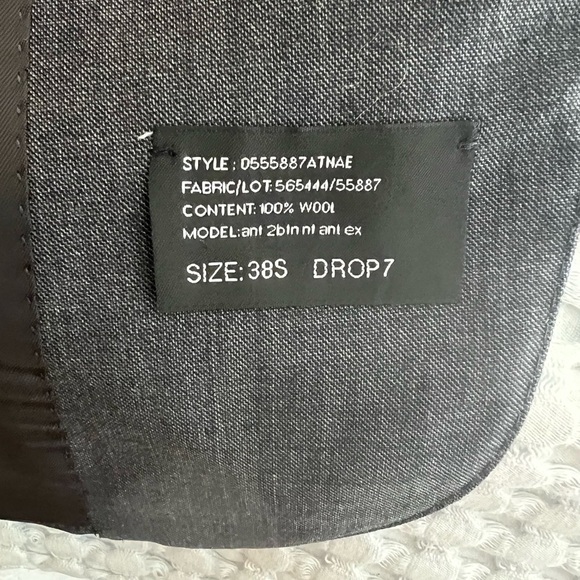 STYLE: 0555887ATNAE
FABRIC/LOT: 565444/55887
CONTENT: 100% WOOL
MODEL: ant 2btn nt ant ex
SIZE: 38S DROP7